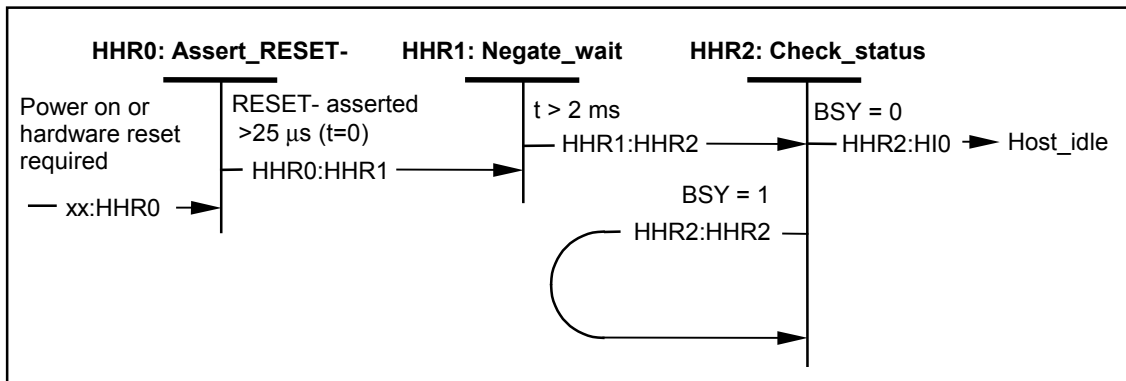 HHR0: Assert_RESET-
HHR1: Negate_wait
HHR2: Check_status
Power on or
hardware reset
required
xx:HHR0
RESET- asserted
>25 μs (t=0)
HHR0:HHR1
t > 2 ms
HHR1:HHR2
BSY = 0
HHR2:HI0
Host_idle
BSY = 1
HHR2:HHR2